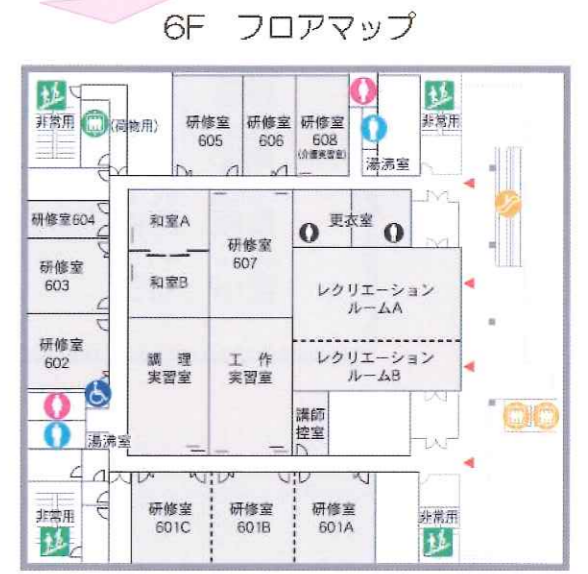 6F フロアマップ
非常用
(荷物用)
研修室
605
研修室
606
研修室
608
(介護実習室)
湯沸室
非常用
研修室604
和室A
研修室
607
更衣室
研修室
603
和室B
レクリエーション
ルームA
研修室
602
調 理
実習室
工 作
実習室
レクリエーション
ルームB
講師
控室
湯沸室
非常用
研修室
601C
研修室
601B
研修室
601A
非常用